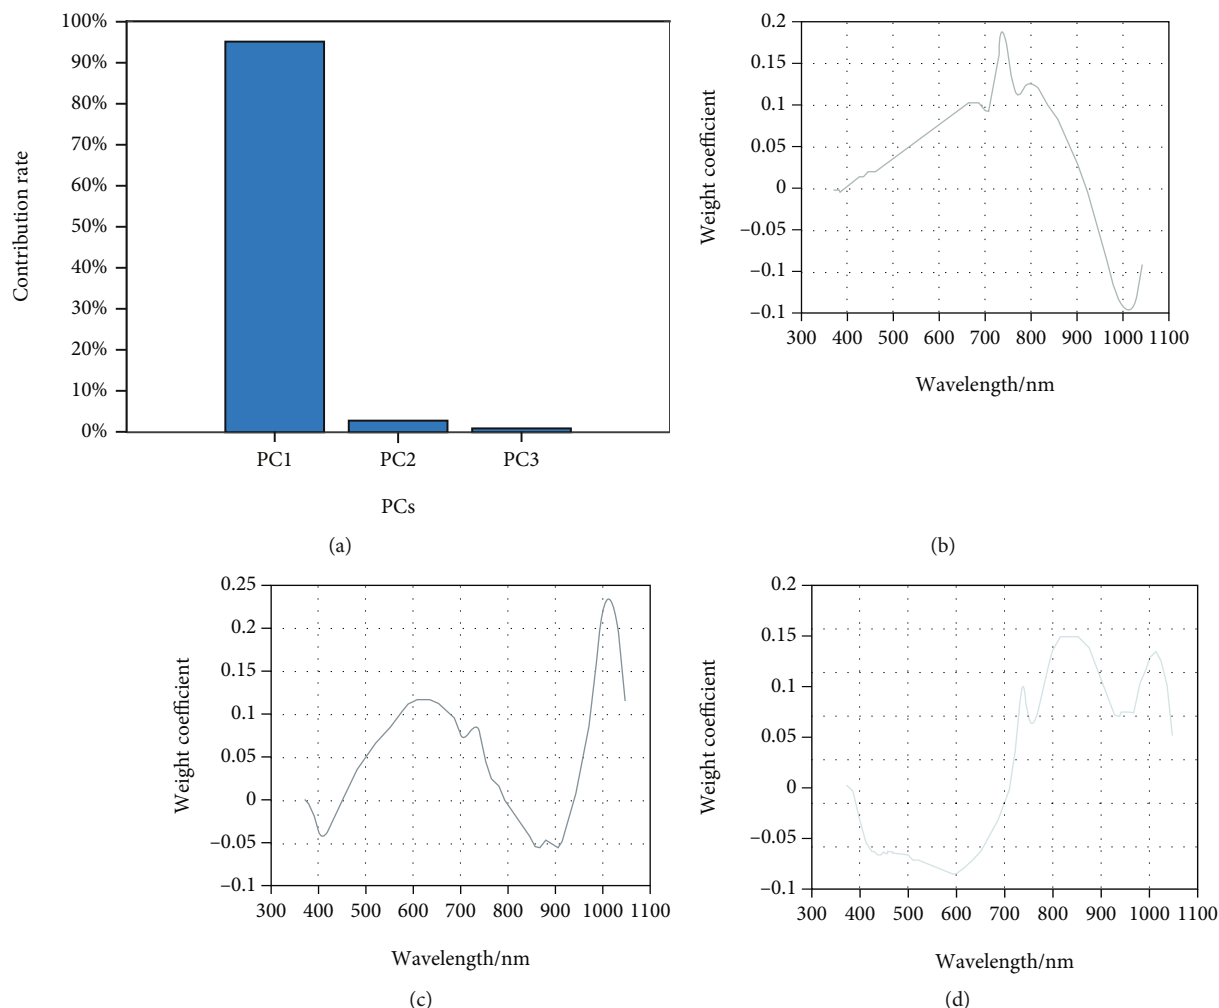 100%
90%
80%
70%
60%
50%
40%
30%
20%
10%
0%
Contribution rate
PC1 PC2 PC3
PCs
(a)
0.2
0.15
0.1
0.05
0
–0.05
–0.1
–0.1
Weight coefficient
300 400 500 600 700 800 900 1000 1100
Wavelength/nm
(b)
0.25
0.2
0.15
0.1
0.05
0
–0.05
–0.1
Weight coefficient
300 400 500 600 700 800 900 1000 1100
Wavelength/nm
(c)
0.2
0.15
0.1
0.05
0
–0.05
–0.1
Weight coefficient
300 400 500 600 700 800 900 1000 1100
Wavelength/nm
(d)